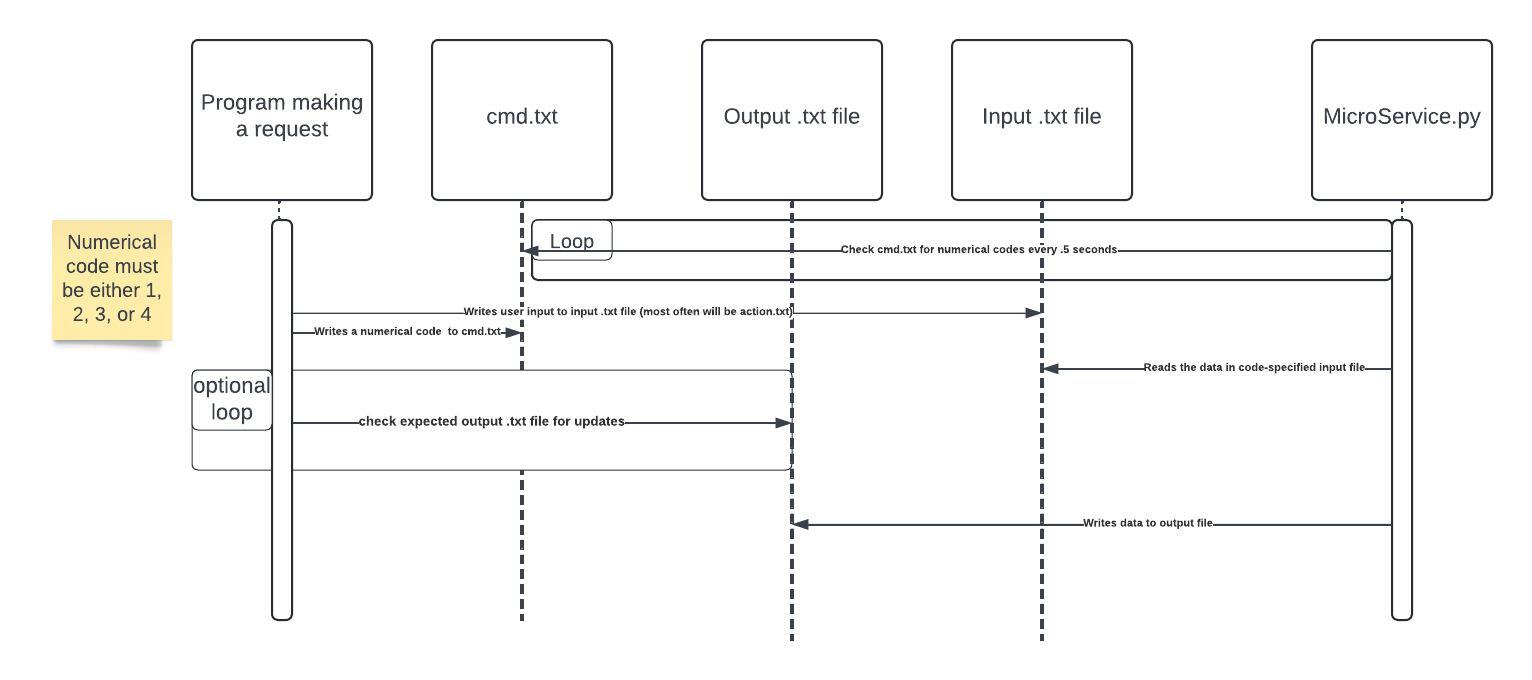 Program making
a request
cmd.txt
Output .txt file
Input .txt file
MicroService.py
Numerical
code must
be either 1,
2, 3, or 4
Loop
Check cmd.txt for numerical codes every .5 seconds
Writes user input to input .txt file (most often will be action.txt)
Writes a numerical code to cmd.txt
Reads the data in code-specified input file
optional
loop
check expected output .txt file for updates
Writes data to output file